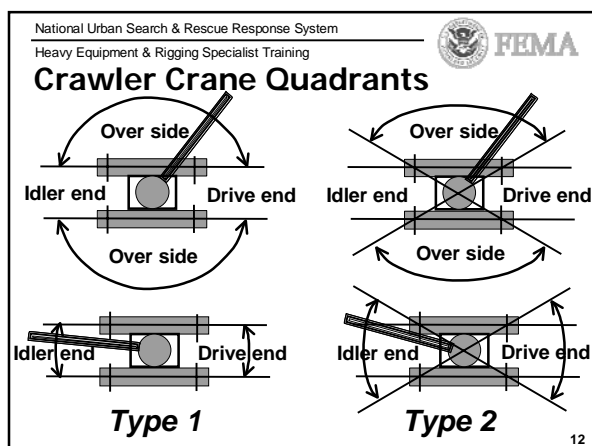 National Urban Search & Rescue Response System
Heavy Equipment & Rigging Specialist Training
FEMA
Crawler Crane Quadrants
Over side
Idler end Drive end
Over side
Over side
Idler end Drive end
Over side
Idler end Drive end
Idler end Drive end
Type 1 Type 2
12